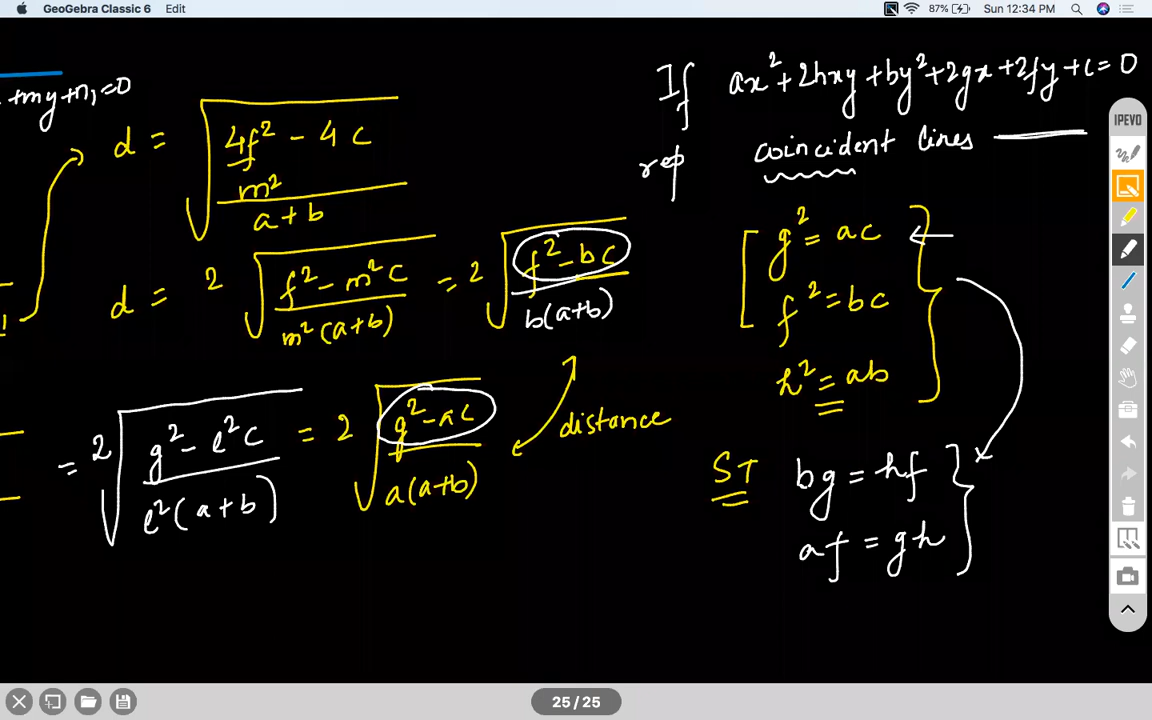 GeoGebra Classic 6 Edit 87% Sun 12:34 PM
+my+n₁=0
d = √((4f²/m² - 4c)/(a+b))
d = 2√((f² - m²c)/(m²(a+b))) = 2√((f² - bc)/(b(a+b)))
= 2√((g² - l²c)/(l²(a+b))) = 2√((g² - ac)/(a(a+b)))
distance
If ax²+2hxy+by²+2gx+2fy+c=0
rep coincident lines
g² = ac
f² = bc
h² = ab
ST bg = hf
af = gh
IPEVO
25 / 25